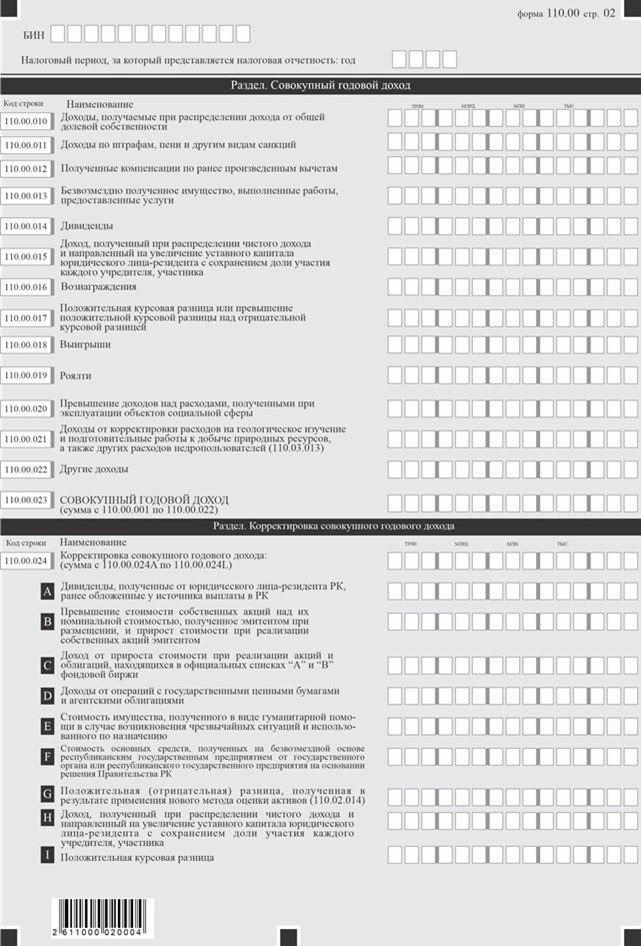 форма 110.00 стр. 02
БИН
Налоговый период, за который представляется налоговая отчетность: год
Раздел. Совокупный годовой доход
Код строки Наименование ТРЛН МЛРД МЛН ТЫС
110.00.010 Доходы, получаемые при распределении дохода от общей
долевой собственности
110.00.011 Доходы по штрафам, пени и другим видам санкций
110.00.012 Полученные компенсации по ранее произведенным вычетам
110.00.013 Безвозмездно полученное имущество, выполненные работы,
предоставленные услуги
110.00.014 Дивиденды
110.00.015 Доход, полученный при распределении чистого дохода
и направленный на увеличение уставного капитала
юридического лица-резидента с сохранением доли участия
каждого учредителя, участника
110.00.016 Вознаграждения
110.00.017 Положительная курсовая разница или превышение
положительной курсовой разницы над отрицательной
курсовой разницей
110.00.018 Выигрыши
110.00.019 Роялти
110.00.020 Превышение доходов над расходами, полученными при
эксплуатации объектов социальной сферы
110.00.021 Доходы от корректировки расходов на геологическое изучение
и подготовительные работы к добыче природных ресурсов,
а также других расходов недропользователей (110.03.013)
110.00.022 Другие доходы
110.00.023 СОВОКУПНЫЙ ГОДОВОЙ ДОХОД
(сумма с 110.00.001 по 110.00.022)
Раздел. Корректировка совокупного годового дохода
Код строки Наименование ТРЛН МЛРД МЛН ТЫС
110.00.024 Корректировка совокупного годового дохода:
(сумма с 110.00.024A по 110.00.024L)
A Дивиденды, полученные от юридического лица-резидента РК,
ранее обложенные у источника выплаты в РК
B Превышение стоимости собственных акций над их
номинальной стоимостью, полученное эмитентом при
размещении, и прирост стоимости при реализации
собственных акций эмитентом
C Доход от прироста стоимости при реализации акций и
облигаций, находящихся в официальных списках "А" и "В"
фондовой биржи
D Доходы от операций с государственными ценными бумагами
и агентскими облигациями
E Стоимость имущества, полученного в виде гуманитарной помо-
щи в случае возникновения чрезвычайных ситуаций и использо-
ванного по назначению
F Стоимость основных средств, полученных на безвозмездной основе
республиканским государственным предприятием от государственного
органа или республиканского государственного предприятия на основании
решения Правительства РК
G Положительная (отрицательная) разница, полученная в
результате применения нового метода оценки активов (110.02.014)
H Доход, полученный при распределении чистого дохода и
направленный на увеличение уставного капитала юридического
лица-резидента с сохранением доли участия каждого
учредителя, участника
I Положительная курсовая разница
2 611000 020004